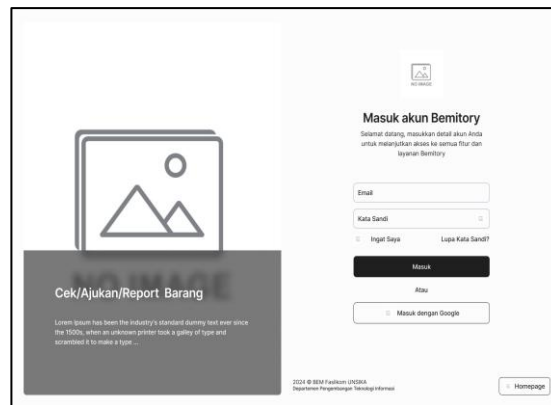 NO IMAGE
Cek/Ajukan/Report Barang
Lorem Ipsum has been the industry's standard dummy text ever since
the 1500s, when an unknown printer took a galley of type and
scrambled it to make a type ...
NO IMAGE
Masuk akun Bemitory
Selamat datang, masukkan detail akun Anda
untuk melanjutkan akses ke semua fitur dan
layanan Bemitory
Email
Kata Sandi
Ingat Saya Lupa Kata Sandi?
Masuk
Atau
Masuk dengan Google
2024 © BEM Fasilkom UNSIKA
Departemen Pengembangan Teknologi Informasi
Homepage